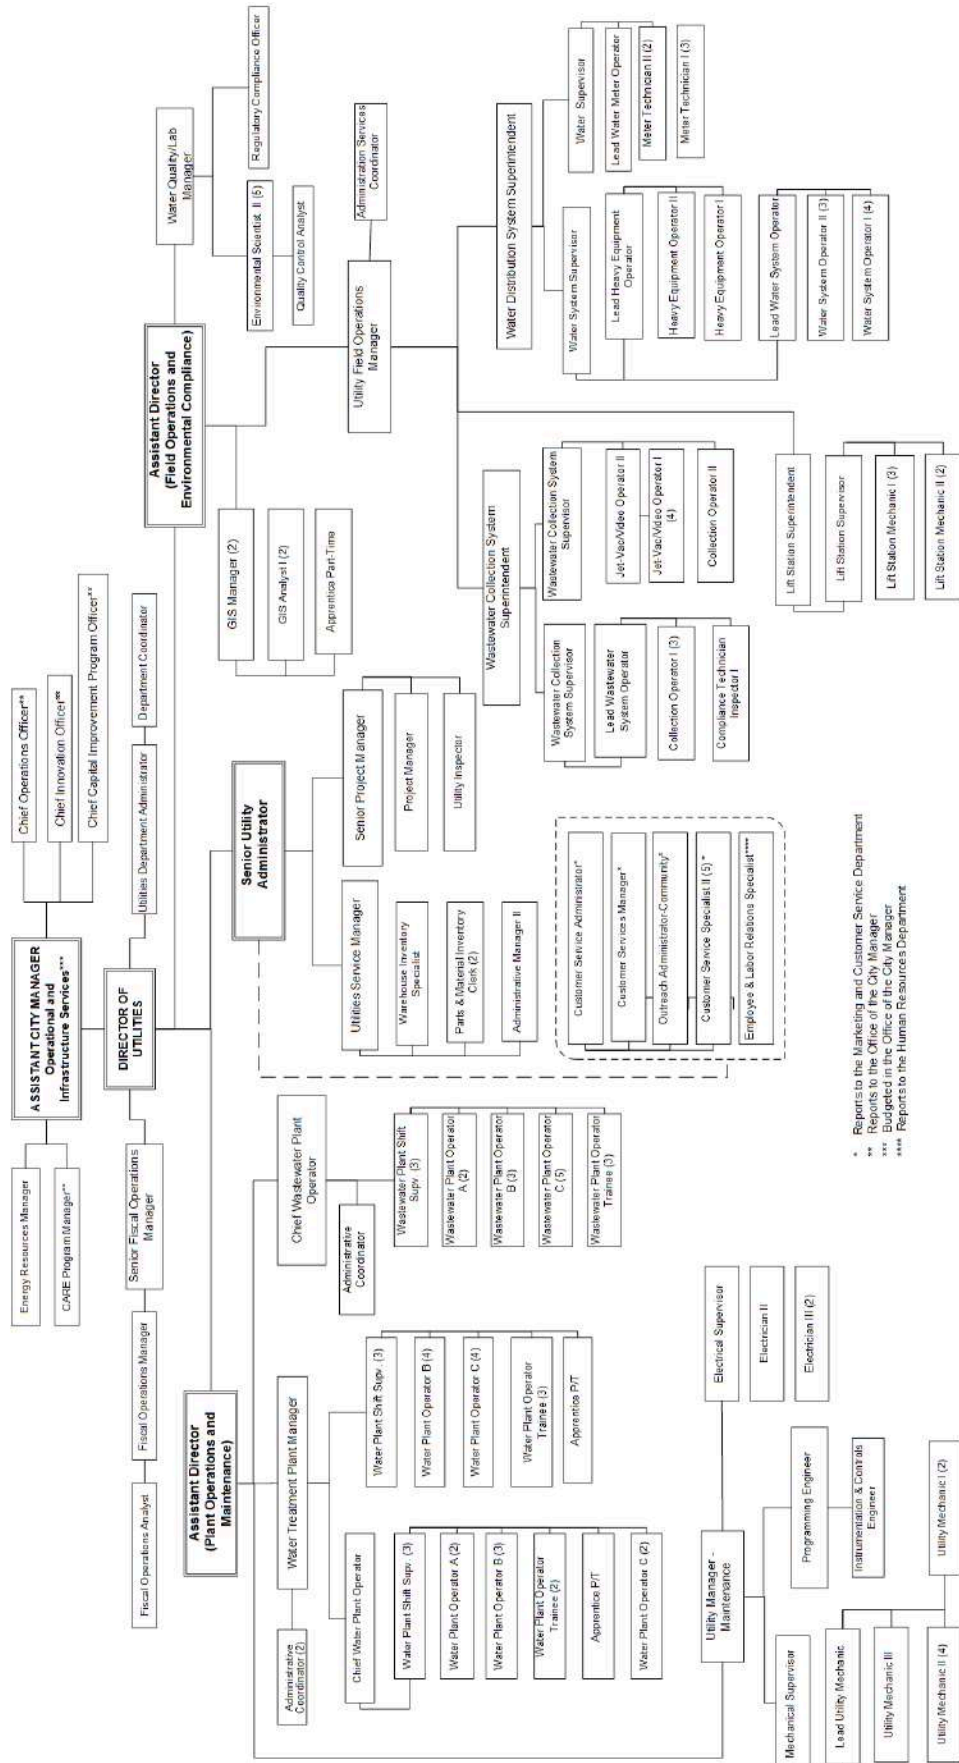 ASSISTANT CITY MANAGER
Operational and
Infrastructure Services***
Energy Resources Manager
CARE Program Manager**
Chief Operations Officer**
Chief Innovation Officer**
Chief Capital Improvement Program Officer**
DIRECTOR OF
UTILITIES
Fiscal Operations Analyst
Fiscal Operations Manager
Senior Fiscal Operations
Manager
Utilities Department Administrator
Department Coordinator
Assistant Director
(Plant Operations and
Maintenance)
Senior Utility
Administrator
Assistant Director
(Field Operations and
Environmental Compliance)
Administrative
Coordinator (2)
Water Treatment Plant Manager
Chief Water Plant Operator
Water Plant Shift Supv (3)
Water Plant Operator A (2)
Water Plant Operator B (3)
Water Plant Operator
Trainee (2)
Apprentice P/T
Water Plant Operator C (2)
Water Plant Shift Supv. (3)
Water Plant Operator B (4)
Water Plant Operator C (4)
Water Plant Operator
Trainee (3)
Apprentice P/T
Chief Wastewater Plant
Operator
Administrative
Coordinator
Wastewater Plant Shift
Supv. (3)
Wastewater Plant Operator
A (2)
Wastewater Plant Operator
B (3)
Wastewater Plant Operator
C (5)
Wastewater Plant Operator
Trainee (3)
Utility Manager -
Maintenance
Mechanical Supervisor
Lead Utility Mechanic
Utility Mechanic III
Utility Mechanic II (4)
Utility Mechanic I (2)
Programming Engineer
Instrumentation & Controls
Engineer
Electrical Supervisor
Electrician II
Electrician III (2)
Utilities Service Manager
Warehouse Inventory
Specialist
Parts & Material Inventory
Clerk (2)
Administrative Manager II
Senior Project Manager
Project Manager
Utility Inspector
Customer Service Administrator*
Customer Services Manager*
Outreach Administrator-Community*
Customer Service Specialist II (5) *
Employee & Labor Relations Specialist****
GIS Manager (2)
GIS Analyst I (2)
Apprentice Part-Time
Water Quality/Lab
Manager
Environmental Scientist II (5)
Quality Control Analyst
Regulatory Compliance Officer
Utility Field Operations
Manager
Administration Services
Coordinator
Wastewater Collection System
Superintendent
Wastewater Collection
System Supervisor
Lead Wastewater
System Operator
Collection Operator I (3)
Compliance Technician
Inspector I
Wastewater Collection System
Supervisor
Jet-Vac/Video Operator II
Jet-Vac/Video Operator I
(4)
Collection Operator II
Lift Station Superintendent
Lift Station Supervisor
Lift Station Mechanic I (3)
Lift Station Mechanic II (2)
Water Distribution System Superintendent
Water System Supervisor
Lead Heavy Equipment
Operator
Heavy Equipment Operator II
Heavy Equipment Operator I
Lead Water System Operator
Water System Operator II (3)
Water System Operator I (4)
Water Supervisor
Lead Water Meter Operator
Meter Technician II (2)
Meter Technician I (3)
* Reports to the Marketing and Customer Service Department
** Reports to the Office of the City Manager
*** Budgeted in the Office of the City Manager
**** Reports to the Human Resources Department